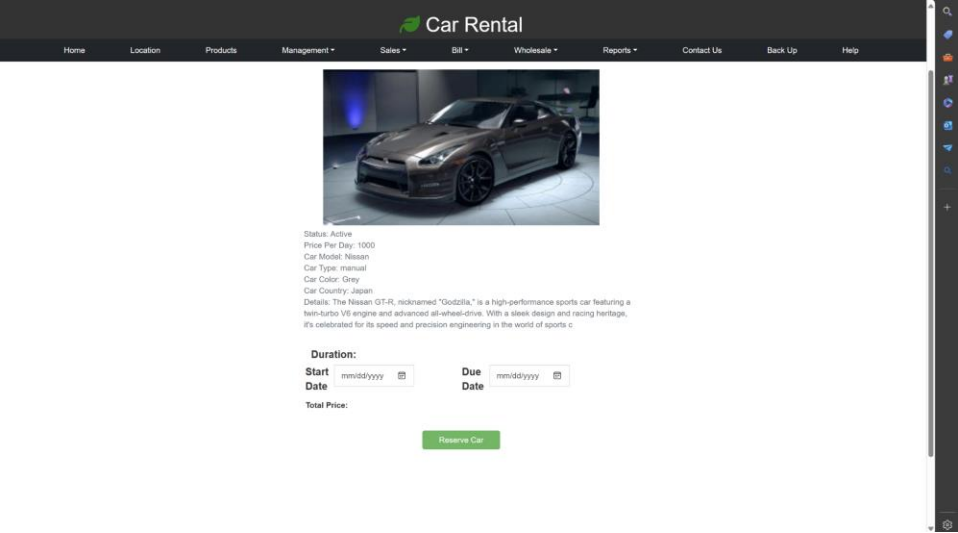 Car Rental
Home Location Products Management Sales Bill Wholesale Reports Contact Us Back Up Help
Status: Active
Price Per Day: 1000
Car Model: Nissan
Car Type: manual
Car Color: Grey
Car Country: Japan
Details: The Nissan GT-R, nicknamed "Godzilla," is a high-performance sports car featuring a
twin-turbo V6 engine and advanced all-wheel-drive. With a sleek design and racing heritage,
it's celebrated for its speed and precision engineering in the world of sports c
Duration:
Start Date mm/dd/yyyy Due Date mm/dd/yyyy
Total Price:
Reserve Car